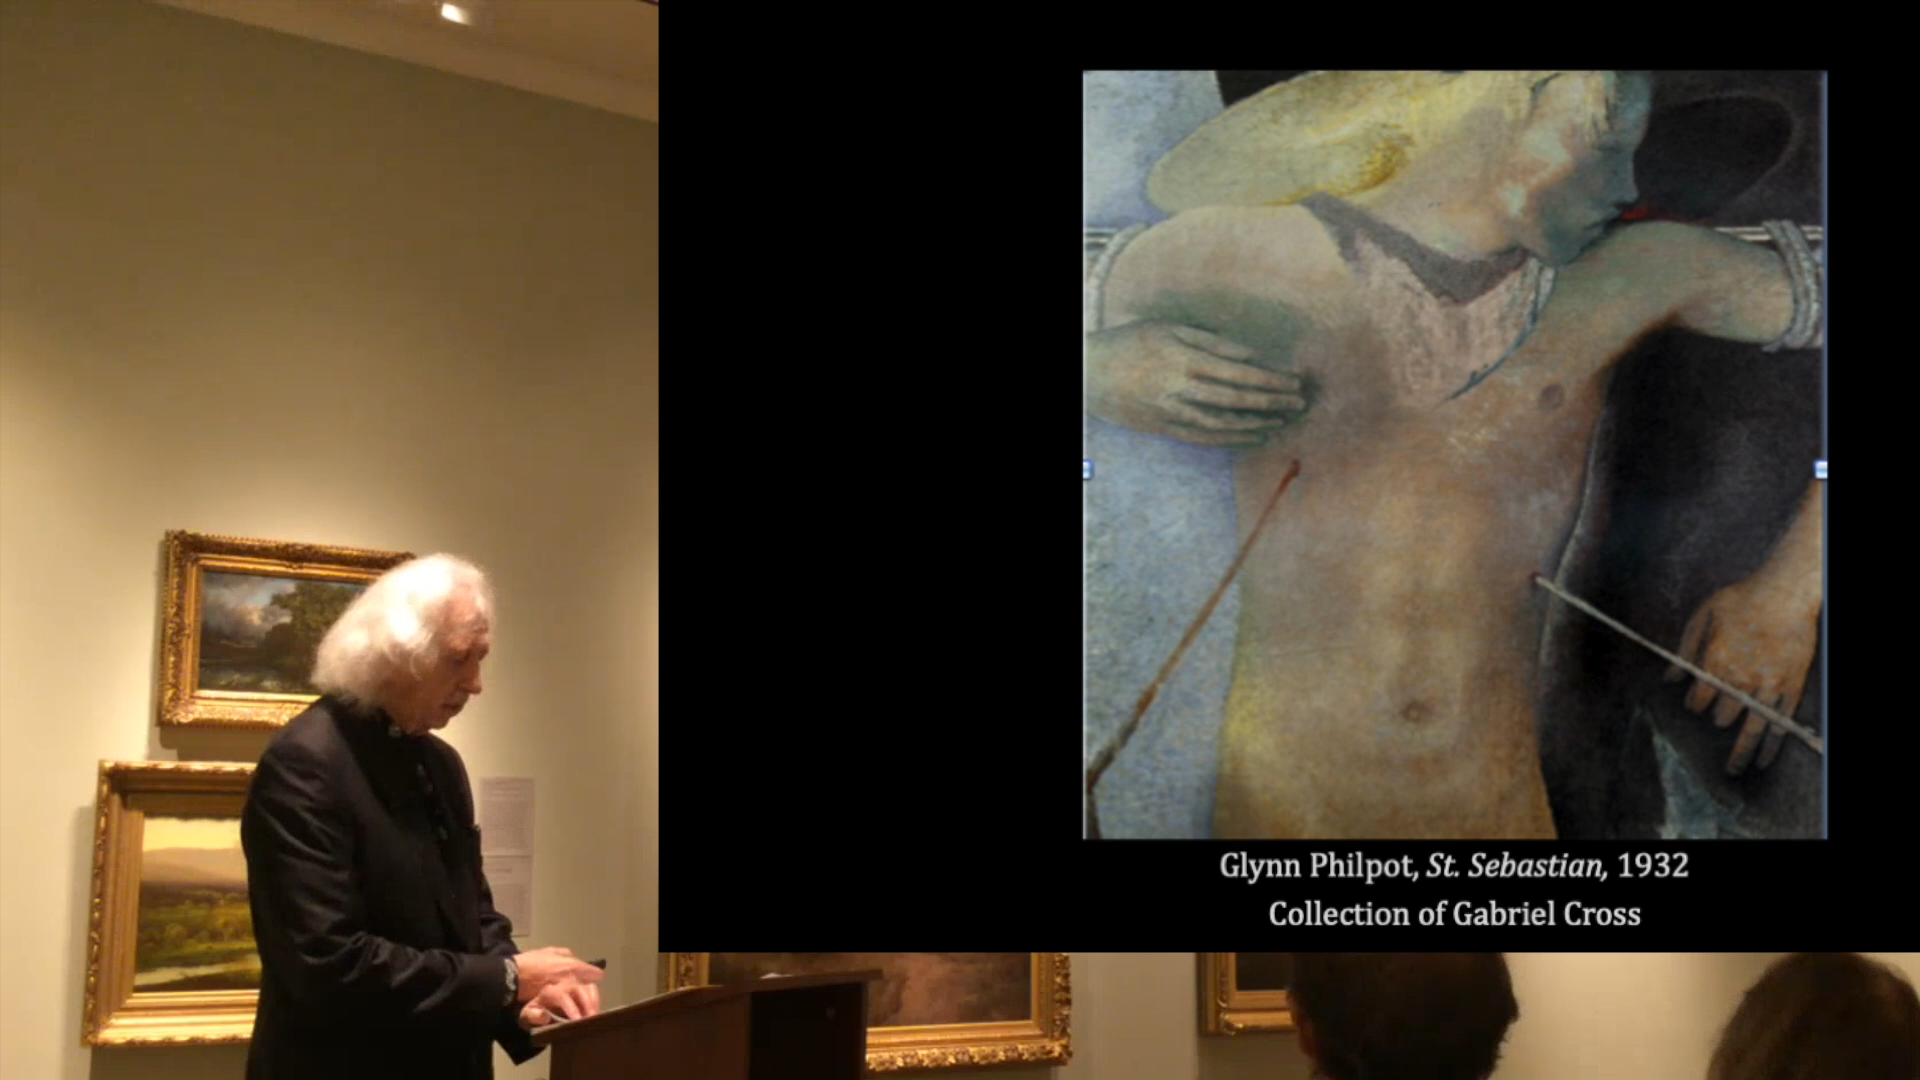 Glynn Philpot, St. Sebastian, 1932
Collection of Gabriel Cross